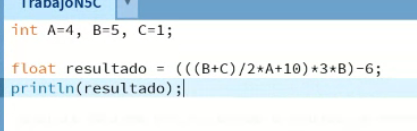 TrabajoN5C
int A=4, B=5, C=1;
float resultado = (((B+C)/2*A+10)*3*B)-6;
println(resultado);